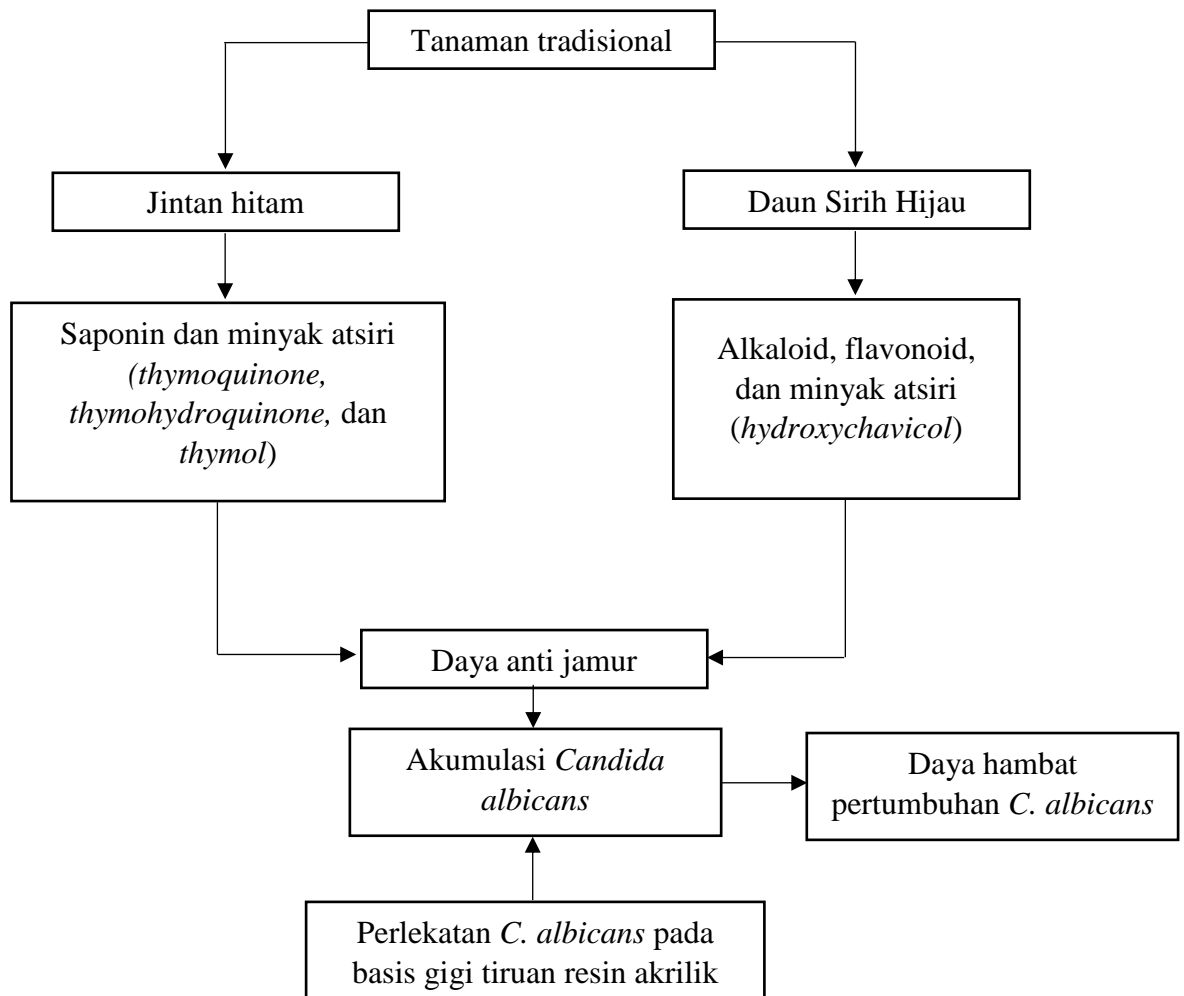 Tanaman tradisional
Jintan hitam
Daun Sirih Hijau
Saponin dan minyak atsiri
(thymoquinone,
thymohydroquinone, dan
thymol)
Alkaloid, flavonoid,
dan minyak atsiri
(hydroxychavicol)
Daya anti jamur
Akumulasi Candida
albicans
Daya hambat
pertumbuhan C. albicans
Perlekatan C. albicans pada
basis gigi tiruan resin akrilik